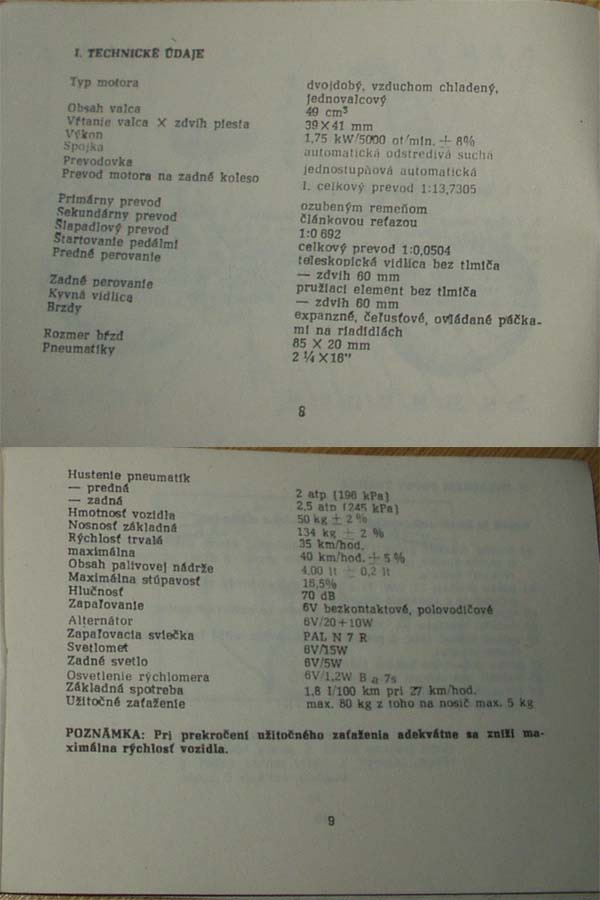 I. TECHNICKÉ ÚDAJE
Typ motora dvojdobý, vzduchom chladený,
jednovalcový
Obsah valca 49 cm³
Vŕtanie valca X zdvih piesta 39 X 41 mm
Výkon 1,75 kW/5000 ot/min. ± 8%
Spojka automatická odstredivá suchá
Prevodovka jednostupňová automatická
Prevod motora na zadné koleso I. celkový prevod 1:13,7305
Primárny prevod ozubeným remeňom
Sekundárny prevod článkovou reťazou
Šlapadlový prevod 1:0 692
Štartovanie pedálmi celkový prevod 1:0,0504
Predné perovanie teleskopická vidlica bez tlmiča
— zdvih 60 mm
Zadné perovanie pružiaci element bez tlmiča
Kyvná vidlica — zdvih 60 mm
Brzdy expanzné, čeľusťové, ovládané páčka-
mi na riadidlách
Rozmer bŕzd 85 X 20 mm
Pneumatiky 2 ¼ X 16"
8
Hustenie pneumatík
— predná 2 atp (196 kPa)
— zadná 2,5 atp (245 kPa)
Hmotnosť vozidla 50 kg ± 2 %
Nosnosť základná 134 kg ± 2 %
Rýchlosť trvalá 35 km/hod.
maximálna 40 km/hod. ± 5 %
Obsah palivovej nádrže 4,00 lt ± 0,2 lt
Maximálna stúpavosť 15,5%
Hlučnosť 70 dB
Zapaľovanie 6V bezkontaktové, polovodičové
Alternátor 6V/20+10W
Zapaľovacia sviečka PAL N 7 R
Svetlomet 6V/15W
Zadné svetlo 6V/5W
Osvetlenie rýchlomera 6V/1,2W B a 7s
Základná spotreba 1,8 l/100 km pri 27 km/hod.
Užitočné zaťaženie max. 80 kg z toho na nosič max. 5 kg
POZNÁMKA: Pri prekročení užitočného zaťaženia adekvátne sa zníži ma-
ximálna rýchlosť vozidla.
9